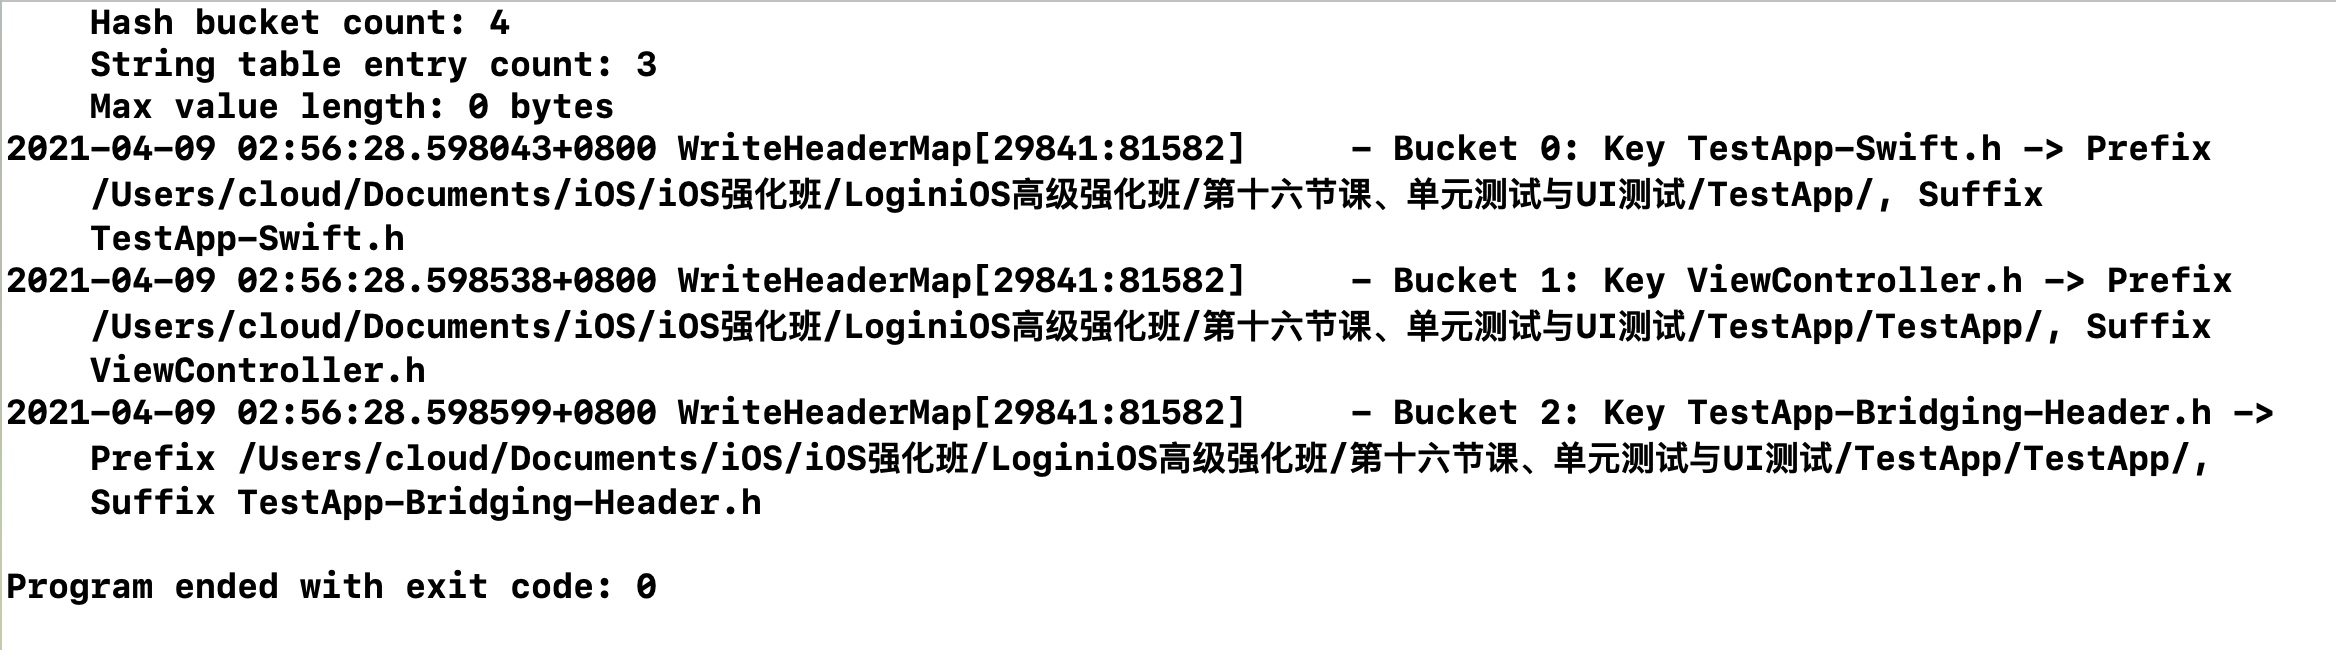 Hash bucket count: 4
String table entry count: 3
Max value length: 0 bytes
2021-04-09 02:56:28.598043+0800 WriteHeaderMap[29841:81582]     - Bucket 0: Key TestApp-Swift.h -> Prefix
/Users/cloud/Documents/iOS/iOS强化班/LoginiOS高级强化班/第十六节课、单元测试与UI测试/TestApp/, Suffix
TestApp-Swift.h
2021-04-09 02:56:28.598538+0800 WriteHeaderMap[29841:81582]     - Bucket 1: Key ViewController.h -> Prefix
/Users/cloud/Documents/iOS/iOS强化班/LoginiOS高级强化班/第十六节课、单元测试与UI测试/TestApp/TestApp/, Suffix
ViewController.h
2021-04-09 02:56:28.598599+0800 WriteHeaderMap[29841:81582]     - Bucket 2: Key TestApp-Bridging-Header.h ->
Prefix /Users/cloud/Documents/iOS/iOS强化班/LoginiOS高级强化班/第十六节课、单元测试与UI测试/TestApp/TestApp/,
Suffix TestApp-Bridging-Header.h
Program ended with exit code: 0